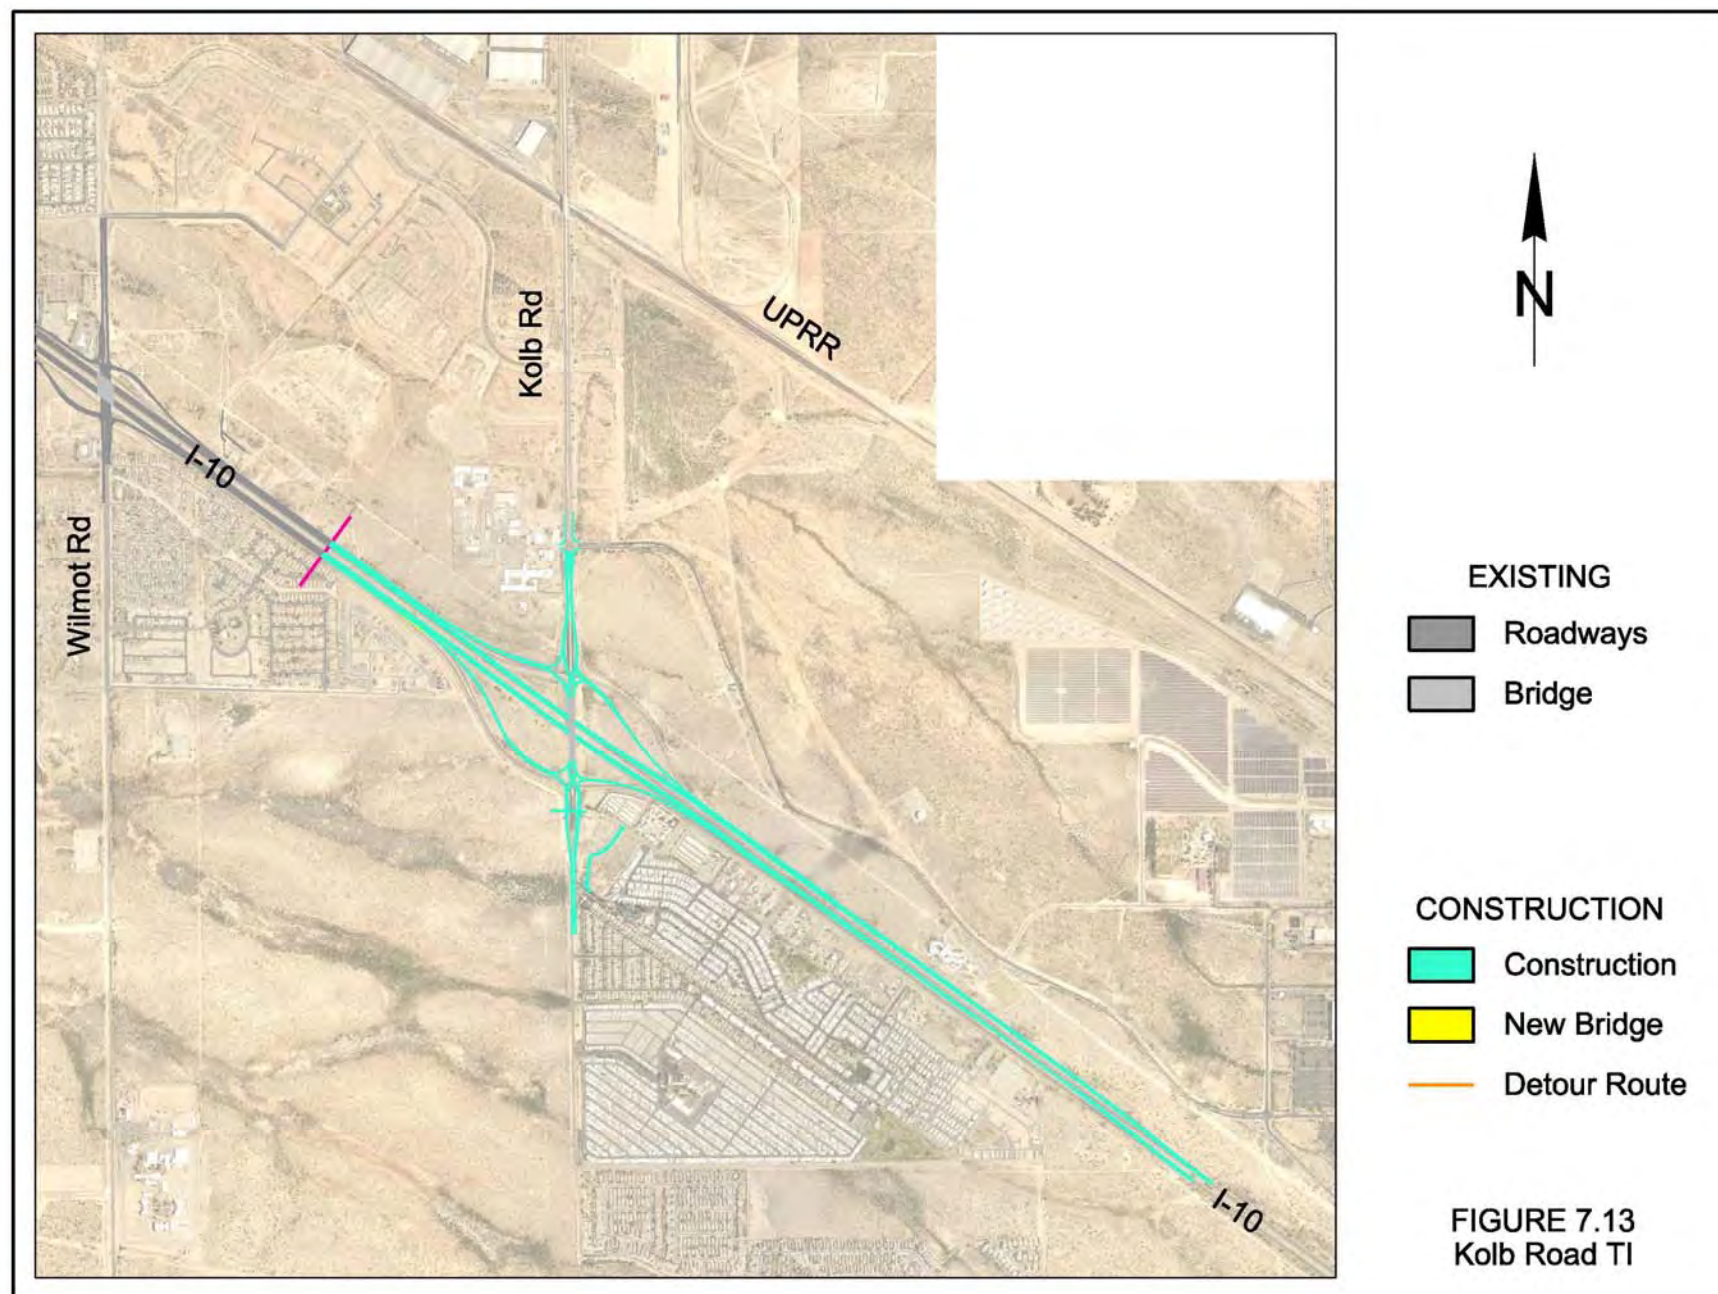 Kolb Rd
UPRR
I-10
Wilmot Rd
I-10
N
EXISTING
Roadways
Bridge
CONSTRUCTION
Construction
New Bridge
Detour Route
FIGURE 7.13
Kolb Road TI